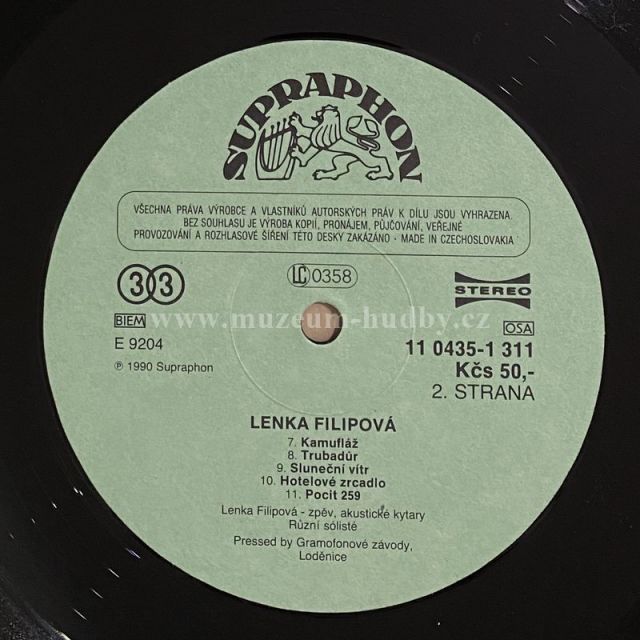 SUPRAPHON
VŠECHNA PRÁVA VÝROBCE A VLASTNÍKŮ AUTORSKÝCH PRÁV K DÍLU JSOU VYHRAZENA.
BEZ SOUHLASU JE VÝROBA KOPIÍ, PRONÁJEM, PŮJČOVÁNÍ, VEŘEJNÉ
PROVOZOVÁNÍ A ROZHLASOVÉ ŠÍŘENÍ TÉTO DESKY ZAKÁZÁNO - MADE IN CZECHOSLOVAKIA
33
LC 0358
STEREO
www.muzeum-hudby.cz
BIEM
OSA
E 9204
11 0435-1 311
℗ 1990 Supraphon
Kčs 50,-
2. STRANA
LENKA FILIPOVÁ
7. Kamufláž
8. Trubadůr
9. Sluneční vítr
10. Hotelové zrcadlo
11. Pocit 259
Lenka Filipová - zpěv, akustické kytary
Různí sólisté
Pressed by Gramofonové závody,
Loděnice